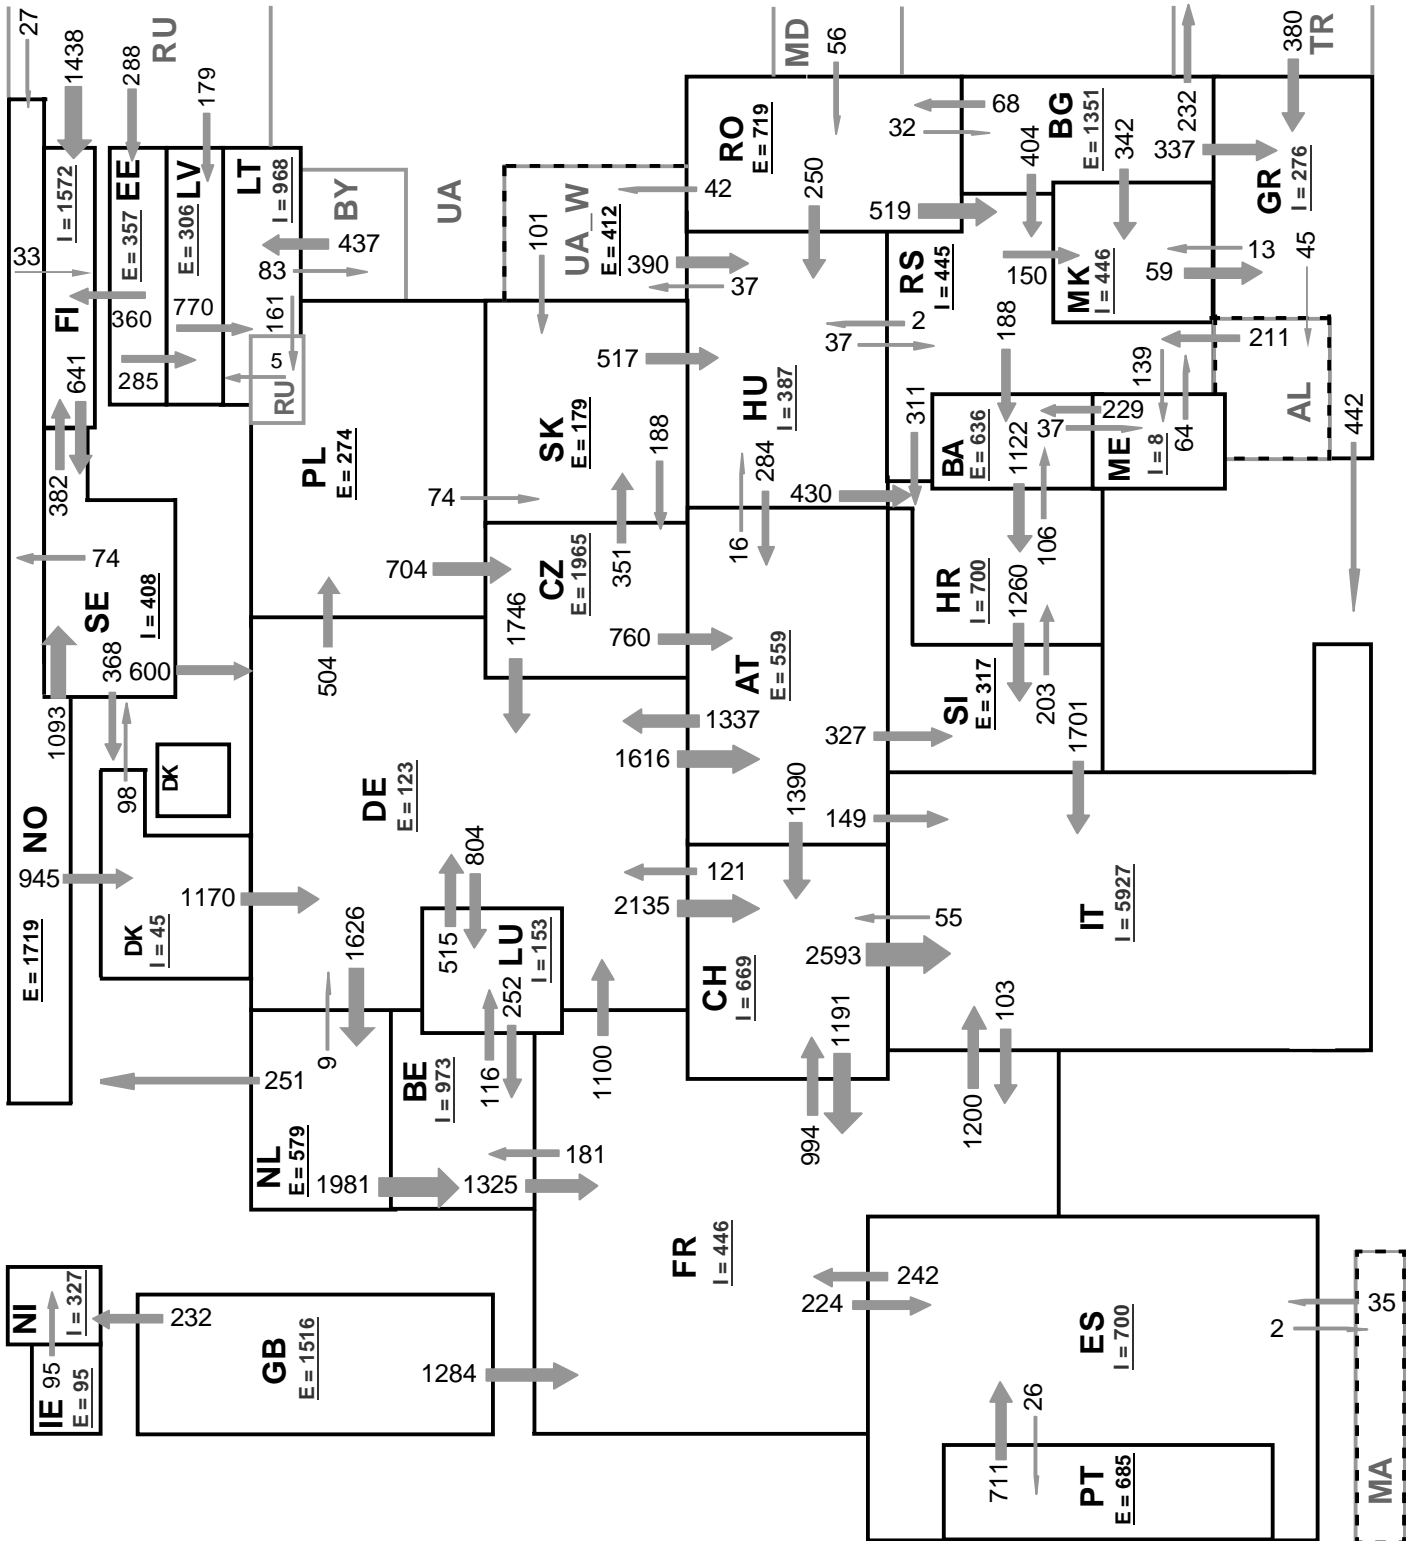 27
RU
1438
288
179
MD
56
380
TR
I = 1572
E = 357
EE
E = 306
LV
LT
I = 968
BY
UA
UA_W
E = 412
RO
E = 719
68
32
404
BG
E = 1351
342
232
337
GR
I = 276
33
FI
360
285
770
437
83
161
5
RU
101
42
390
37
250
519
RS
I = 445
150
MK
I = 446
13
59
45
382
641
PL
E = 274
SK
E = 179
517
188
HU
I = 387
2
37
188
311
139
211
64
AL
442
74
SE
I = 408
74
704
CZ
E = 1965
351
16
284
430
BA
E = 636
1122
229
37
ME
I = 8
106
1093
368
600
504
1746
760
AT
E = 559
HR
I = 700
1260
203
NO
E = 1719
98
DK
DE
E = 123
1337
1616
1390
327
SI
E = 317
1701
149
945
DK
I = 45
1170
1626
9
515
804
LU
I = 153
252
116
121
2135
CH
I = 669
55
2593
IT
I = 5927
251
NL
E = 579
BE
I = 973
1981
1325
181
1100
994
1191
1200
103
NI
I = 327
IE
E = 95
95
232
GB
E = 1516
1284
FR
I = 446
242
224
ES
I = 700
35
2
711
26
PT
E = 685
MA